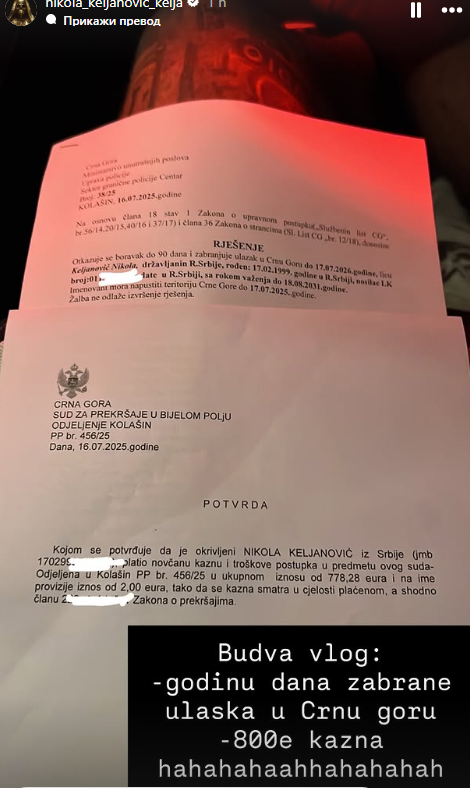 nikola_keljanovic_kelja 1 h
Прикажи превод
Crna Gora
Ministarstvo unutrašnjih poslova
Uprava policije
Sektor granične policije Centar
Broj: 38/25
KOLAŠIN, 16.07.2025.godine
Na osnovu člana 18 stav 1 Zakona o upravnom postupku„Službenin list CG",
br.56/14,20/15,40/16 i 37/17) i člana 36 Zakona o strancima (Sl. List CG „br. 12/18), donosim
RJEŠENJE
Otkazuje se boravak do 90 dana i zabranjuje ulazak u Crnu Goru do 17.07.2026.godine, licu
Keljanović Nikola, državljanin R.Srbije, rođen: 17.02.1999. godine u R.Srbiji, nosilac LK
u R.Srbiji, sa rokom važenja do 18.08.2031.godine.
Imenovani mora napustiti teritoriju Crne Gore do 17.07.2025.godine.
Žalba ne odlaže izvršenje rješenja.
CRNA GORA
SUD ZA PREKRŠAJE U BIJELOM POLjU
ODJELJENJE KOLAŠIN
PP br. 456/25
Dana, 16.07.2025.godine
POTVRDA
Kojom se potvrđuje da je okrivljeni NIKOLA KELJANOVIĆ iz Srbije (jmb
170299 platio novčanu kaznu i troškove postupka u predmetu ovog suda-
Odjeljena u Kolašin PP br. 456/25 u ukupnom iznosu od 778,28 eura i na ime
provizije iznos od 2,00 eura, tako da se kazna smatra u cjelosti plaćenom, a shodno
članu 2 Zakona o prekršajima.
Budva vlog:
-godinu dana zabrane
ulaska u Crnu goru
-800e kazna
hahahahaahhahahahah